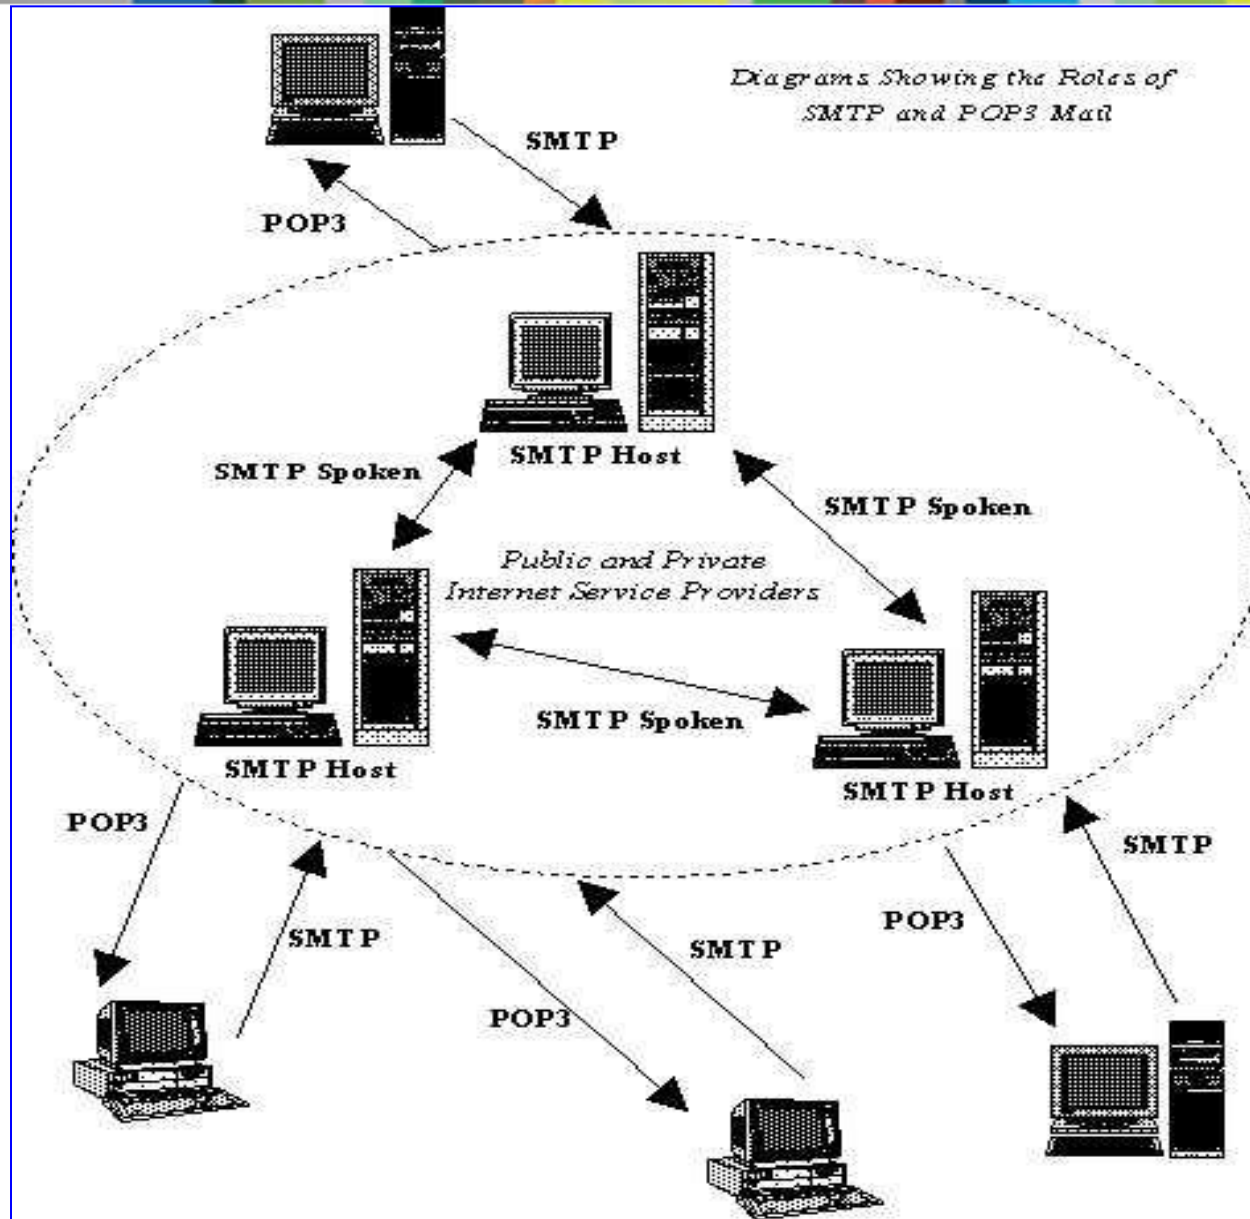 Diagrams Showing the Roles of
SMTP and POP3 Mail
SMTP
POP3
SMTP Host
SMTP Spoken
SMTP Spoken
Public and Private
Internet Service Providers
SMTP Spoken
SMTP Host
SMTP Host
POP3
SMTP
SMTP
POP3
SMTP
POP3